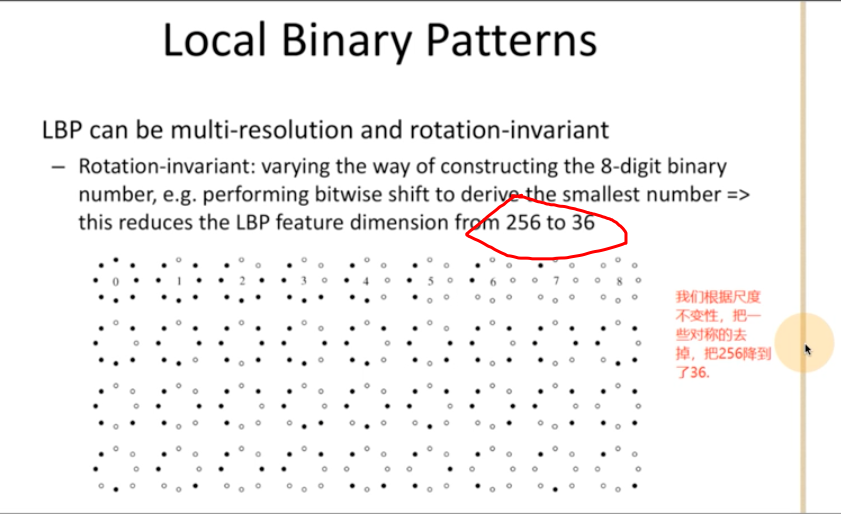 Local Binary Patterns
LBP can be multi-resolution and rotation-invariant
– Rotation-invariant: varying the way of constructing the 8-digit binary
number, e.g. performing bitwise shift to derive the smallest number =>
this reduces the LBP feature dimension from 256 to 36
0 1 2 3 4 5 6 7 8
我们根据尺度
不变性，把一
些对称的去
掉，把256降到
了36.